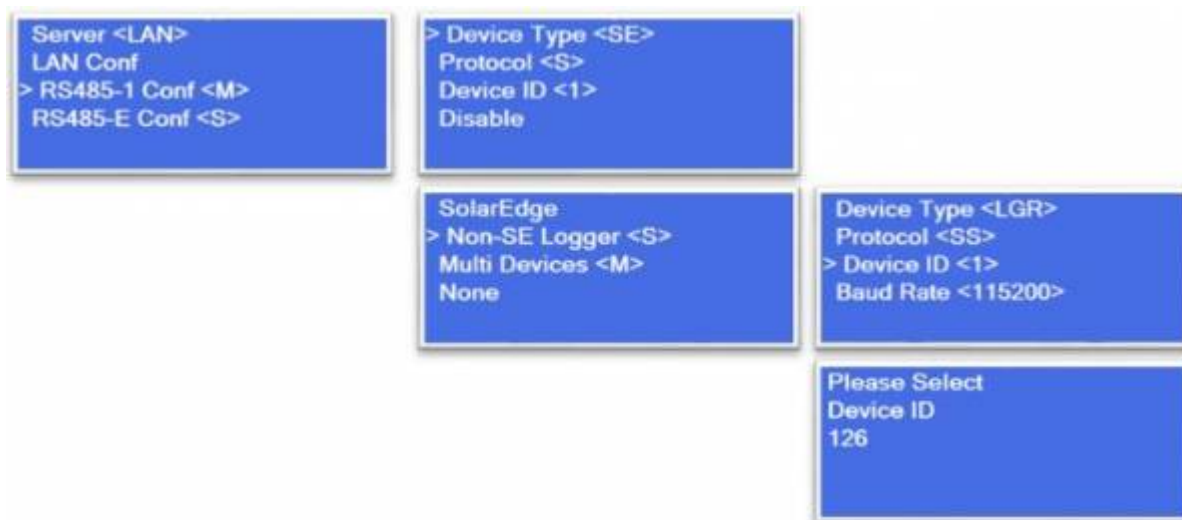 Server <LAN>
LAN Conf
> RS485-1 Conf <M>
RS485-E Conf <S>
> Device Type <SE>
Protocol <S>
Device ID <1>
Disable
SolarEdge
> Non-SE Logger <S>
Multi Devices <M>
None
Device Type <LGR>
Protocol <SS>
> Device ID <1>
Baud Rate <115200>
Please Select
Device ID
126